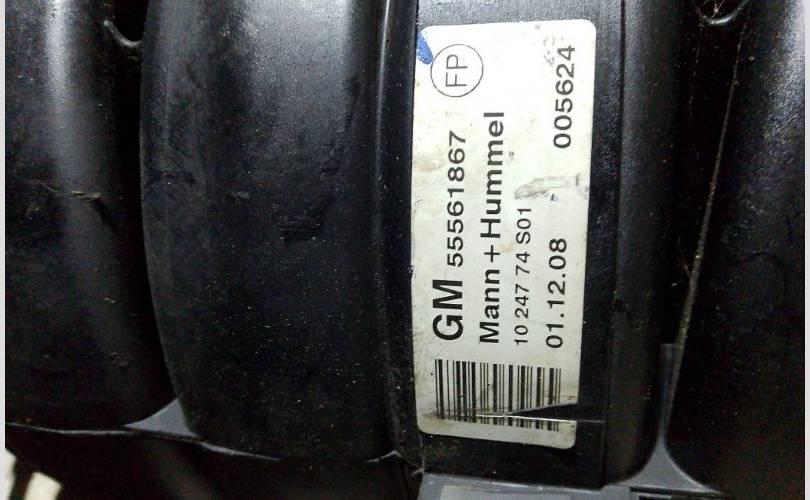 FP
GM 55561867
Mann+Hummel
10 247 74 S01
01.12.08 005624